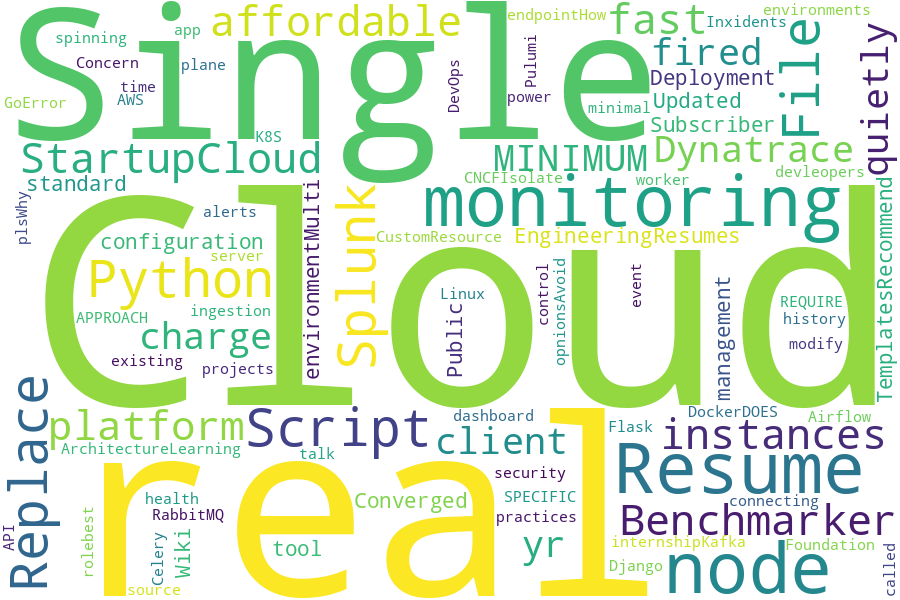 Single
affordable
fast
endpointHow
environments
Inxidents
spinning
app
Concern
plane
time
AWS
GoError
K8S
DevOps
Pulumi
power
minimal
fired
Deployment
Updated
Subscriber
File
quietly
StartupCloud
standard
MINIMUM
Dynatrace
CNCFIsolate
worker
devleopers
plsWhy
alerts
configuration
server
Python
ingestion
APPROACH
charge
existing
projects
environmentMulti
Splunk
monitoring
CustomResource
EngineeringResumes
Cloud
Linux
Public
control
opnionsAvoid
event
management
REQUIRE
history
modify
TemplatesRecommend
Replace
platform
Script
dashboard
client
Flask
DockerDOES
Airflow
instances
ArchitectureLearning
talk
real
security
Resume
connecting
health
RabbitMQ
Converged
SPECIFIC
practices
Benchmarker
API
rolebest
Celery
Wiki
tool
yr
internshipKafka
Foundation
Django
node
source
called